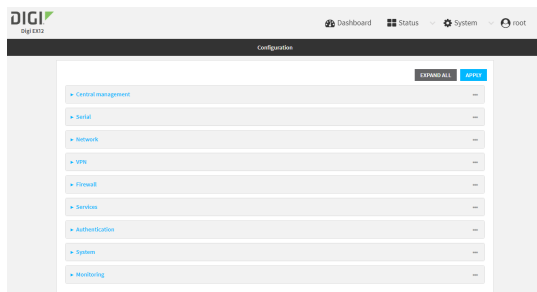 DIGI
Digi EX12
Dashboard Status System root
Configuration
EXPAND ALL APPLY
Central management
Serial
Network
VPN
Firewall
Services
Authentication
System
Monitoring